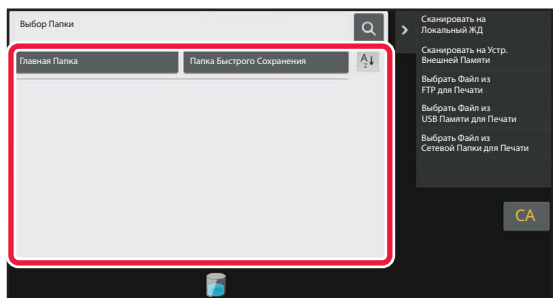 Выбор Папки
Главная Папка
Папка Быстрого Сохранения
A
Z
Сканировать на
Локальный ЖД
Сканировать на Устр.
Внешней Памяти
Выбрать Файл из
FTP для Печати
Выбрать Файл из
USB Памяти для Печати
Выбрать Файл из
Сетевой Папки для Печати
CA